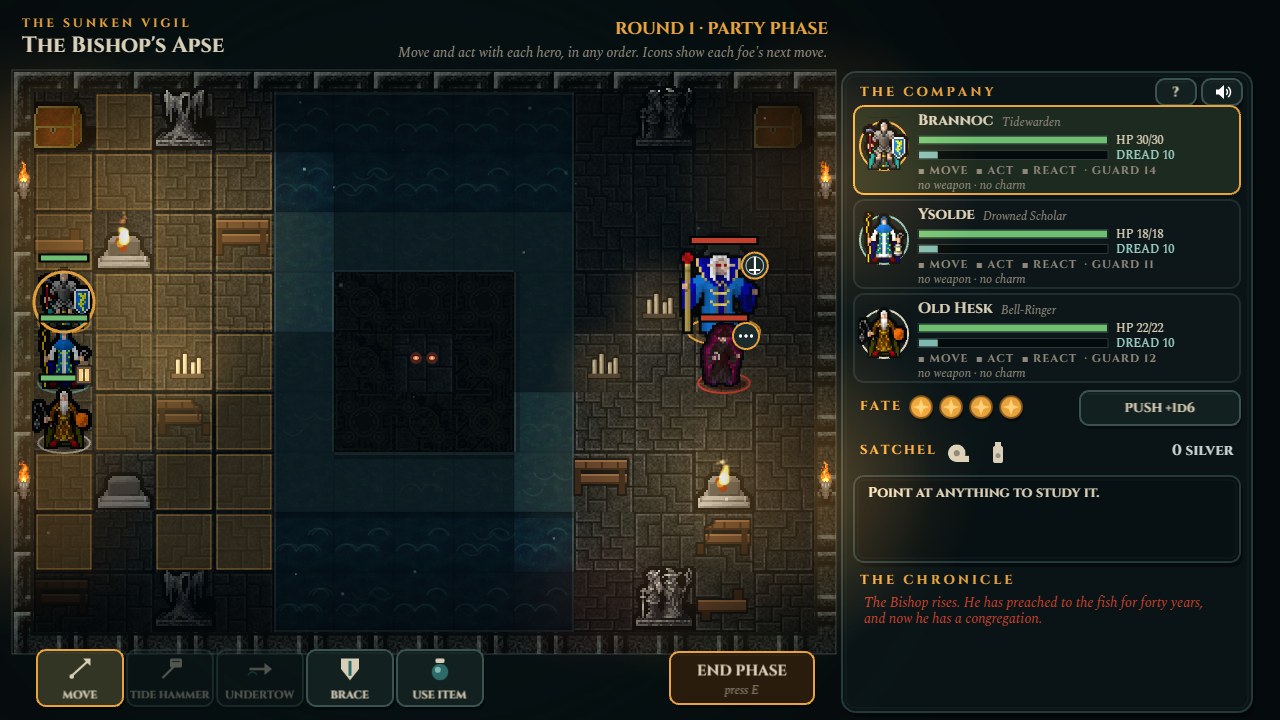 THE SUNKEN VIGIL
THE BISHOP'S APSE
ROUND 1 · PARTY PHASE
Move and act with each hero, in any order. Icons show each foe's next move.
THE COMPANY
?
BRANNOC Tidewarden
HP 30/30
DREAD 10
MOVE ACT REACT · GUARD 14
no weapon · no charm
YSOLDE Drowned Scholar
HP 18/18
DREAD 10
MOVE ACT REACT · GUARD 11
no weapon · no charm
OLD HESK Bell-Ringer
HP 22/22
DREAD 10
MOVE ACT REACT · GUARD 12
no weapon · no charm
FATE
PUSH +1D6
SATCHEL
0 SILVER
POINT AT ANYTHING TO STUDY IT.
THE CHRONICLE
The Bishop rises. He has preached to the fish for forty years,
and now he has a congregation.
MOVE
TIDE HAMMER
UNDERTOW
BRACE
USE ITEM
END PHASE
press E